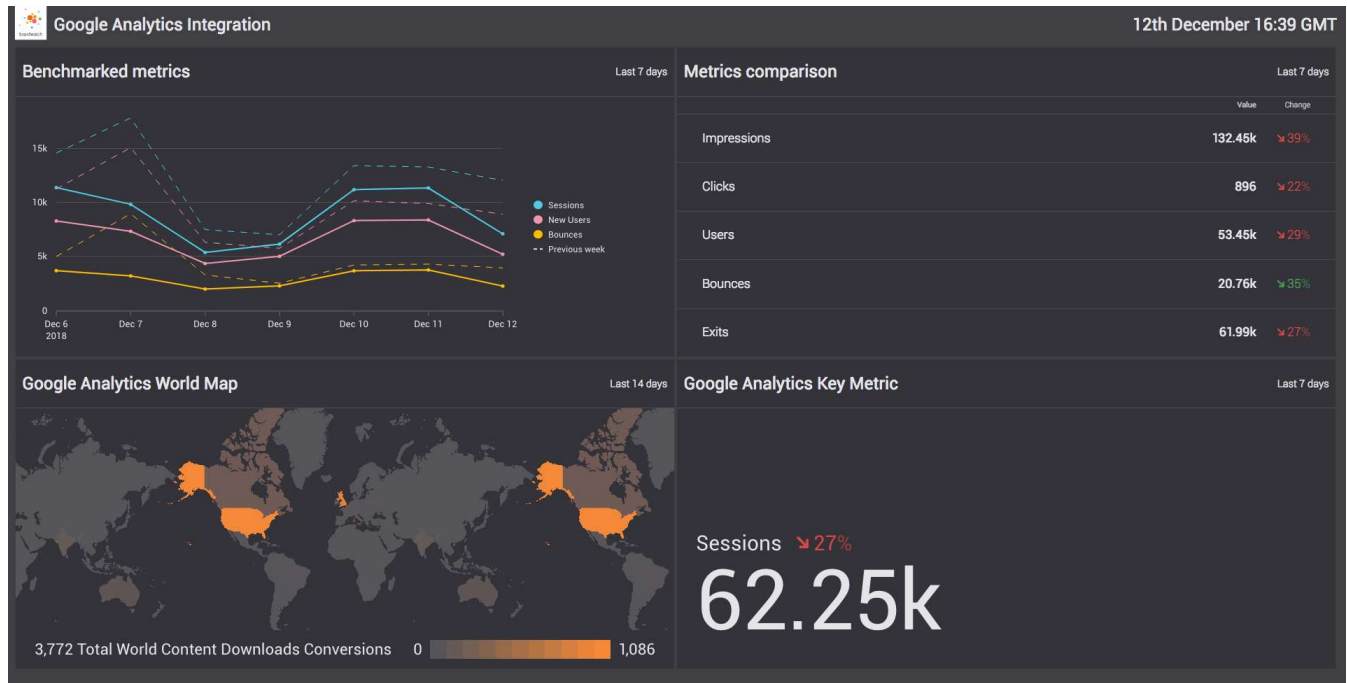 brandwatch
Google Analytics Integration
12th December 16:39 GMT
Benchmarked metrics
Last 7 days
15k
10k
5k
0
Dec 6
2018
Dec 7
Dec 8
Dec 9
Dec 10
Dec 11
Dec 12
Sessions
New Users
Bounces
Previous week
Metrics comparison
Last 7 days
Value Change
Impressions 132.45k 39%
Clicks 896 22%
Users 53.45k 29%
Bounces 20.76k 35%
Exits 61.99k 27%
Google Analytics World Map
Last 14 days
3,772 Total World Content Downloads Conversions 0 1,086
Google Analytics Key Metric
Last 7 days
Sessions 27%
62.25k